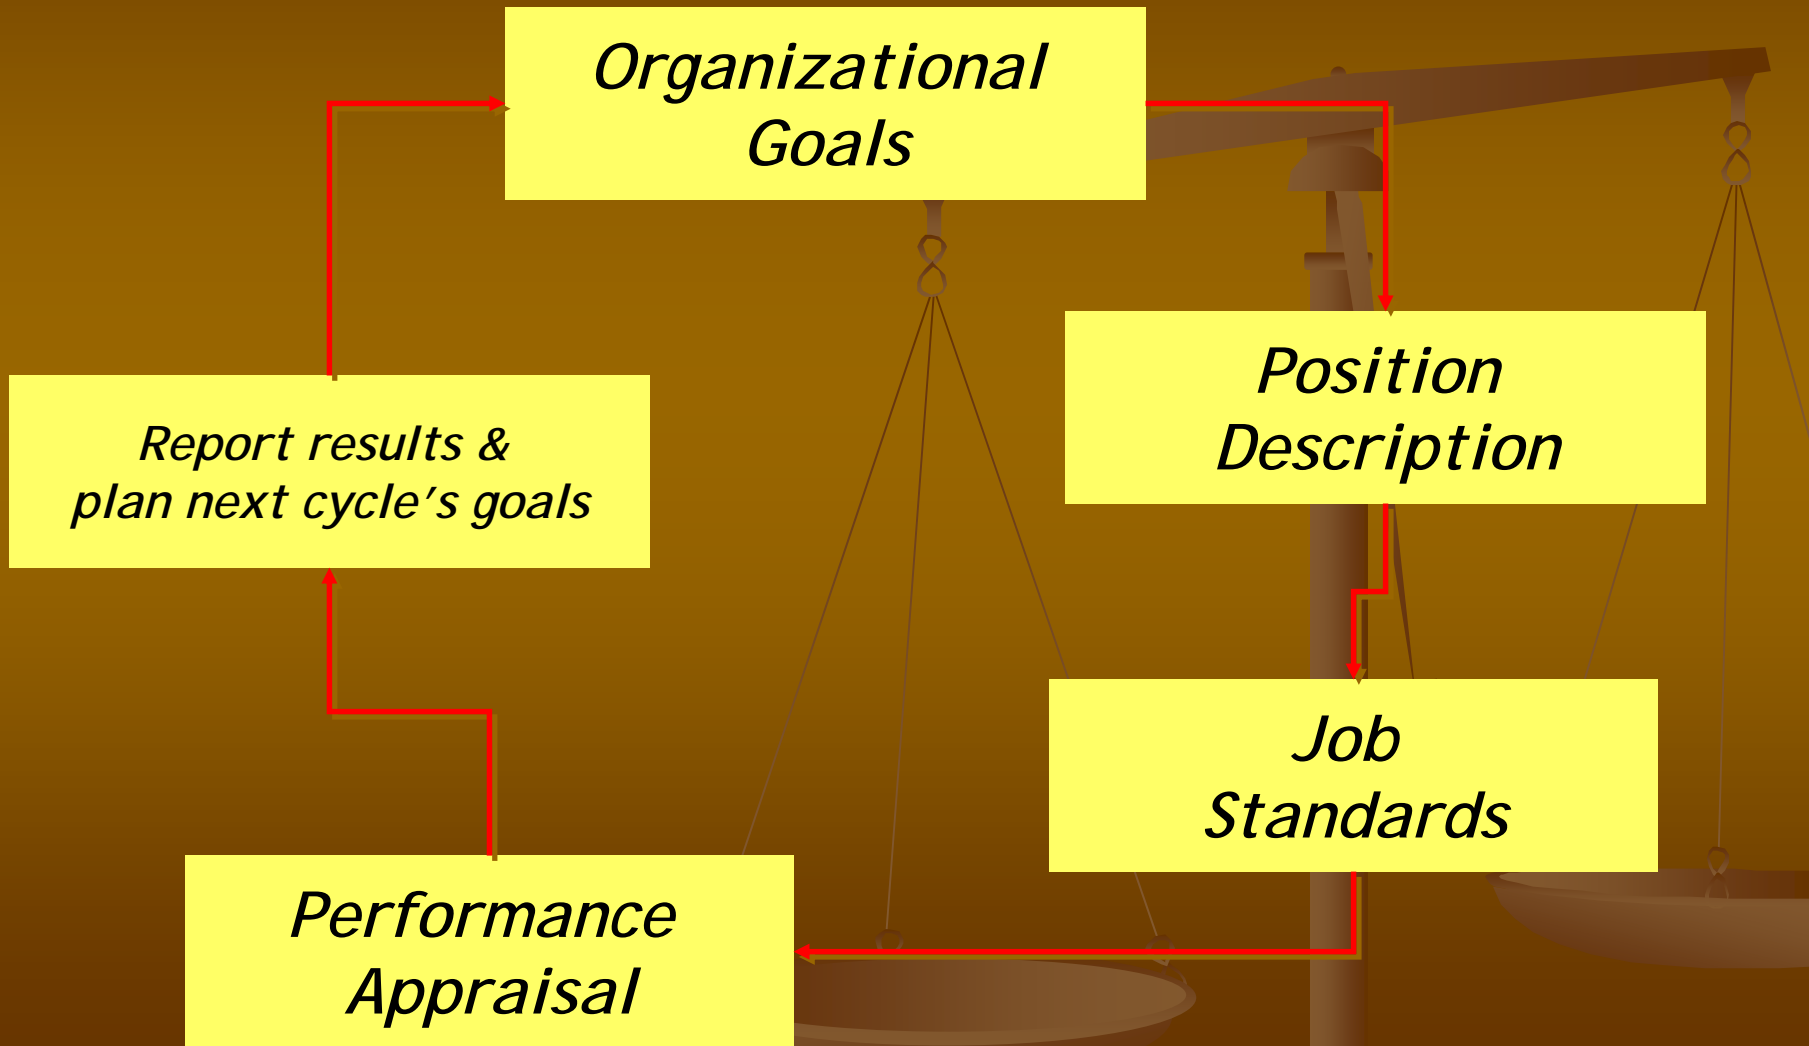 Organizational
Goals
Position
Description
Report results &
plan next cycle’s goals
Job
Standards
Performance
Appraisal